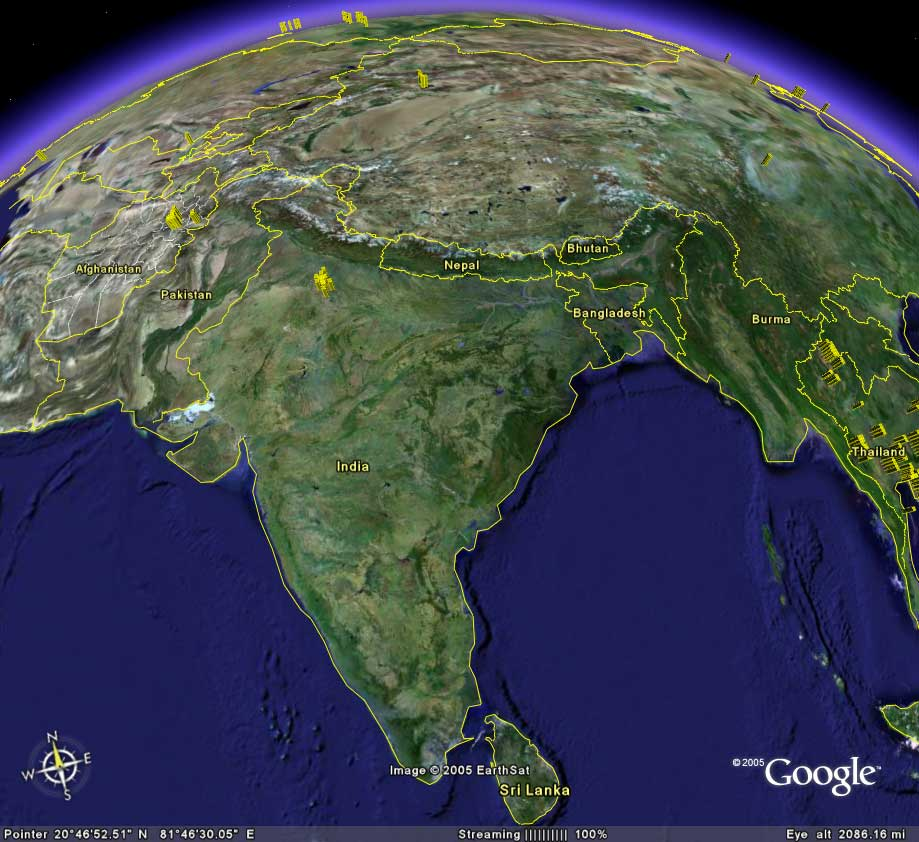 Bhutan
Nepal
Afghanistan
Pakistan
Bangladesh
Burma
Thailand
India
N
W E
S
Image © 2005 EarthSat
©2005 Google™
Sri Lanka
Pointer 20°46'52.51" N 81°46'30.05" E Streaming |||||||||| 100% Eye alt 2086.16 mi